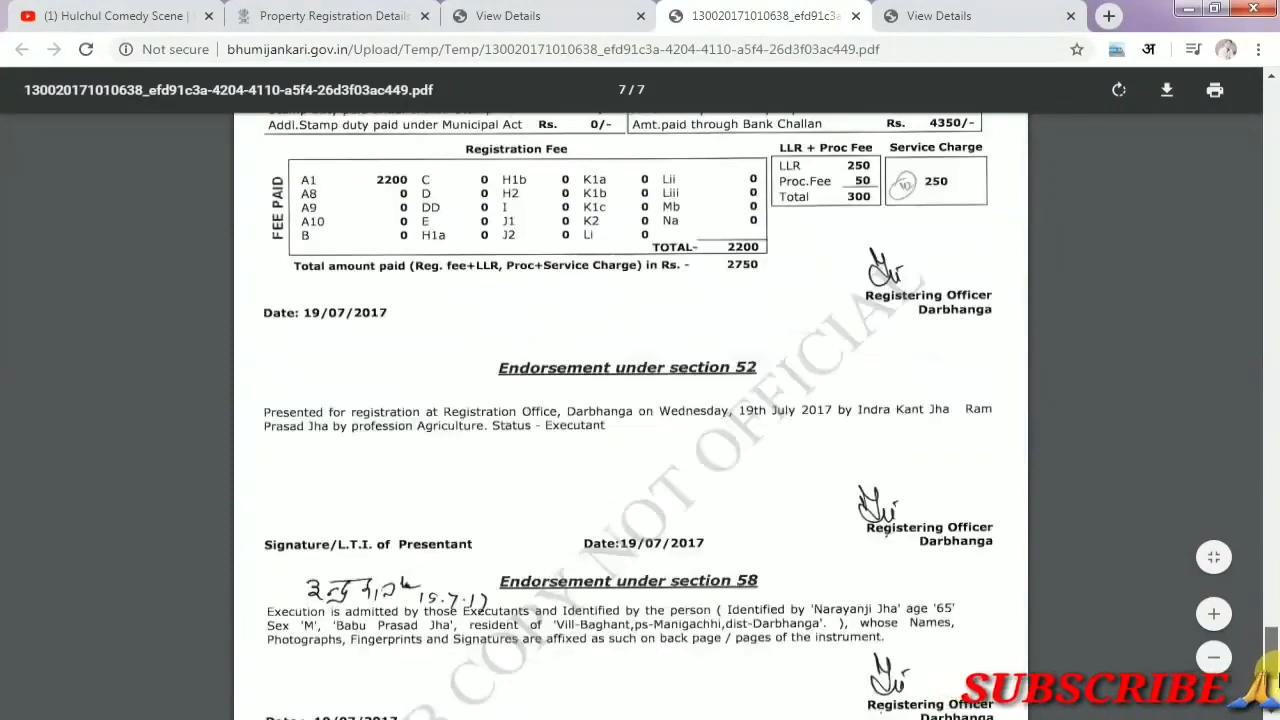 (1) Hulchul Comedy Scene |
Property Registration Details
View Details
130020171010638_efd91c3a
View Details
Not secure | bhumijankari.gov.in/Upload/Temp/Temp/130020171010638_efd91c3a-4204-4110-a5f4-26d3f03ac449.pdf
अ
130020171010638_efd91c3a-4204-4110-a5f4-26d3f03ac449.pdf
7 / 7
Addl.Stamp duty paid under Municipal Act Rs. 0/- Amt.paid through Bank Challan Rs. 4350/-
Registration Fee
LLR + Proc Fee Service Charge
FEE PAID
A1 2200 C 0 H1b 0 K1a 0 Lii 0
A8 0 D 0 H2 0 K1b 0 Liii 0
A9 0 DD 0 I 0 K1c 0 Mb 0
A10 0 E 0 J1 0 K2 0 Na 0
B 0 H1a 0 J2 0 Li 0
TOTAL- 2200
LLR 250
Proc.Fee 50
Total 300
250
Total amount paid (Reg. fee+LLR, Proc+Service Charge) in Rs. - 2750
Registering Officer
Darbhanga
Date: 19/07/2017
Endorsement under section 52
Presented for registration at Registration Office, Darbhanga on Wednesday, 19th July 2017 by Indra Kant Jha Ram
Prasad Jha by profession Agriculture. Status - Executant
Registering Officer
Darbhanga
Signature/L.T.I. of Presentant Date:19/07/2017
Endorsement under section 58
Execution is admitted by those Executants and Identified by the person ( Identified by 'Narayanji Jha' age '65'
Sex 'M', 'Babu Prasad Jha', resident of 'Vill-Baghant,ps-Manigachhi,dist-Darbhanga'. ), whose Names,
Photographs, Fingerprints and Signatures are affixed as such on back page / pages of the instrument.
Registering Officer
COPY NOT OFFICIAL
SUBSCRIBE